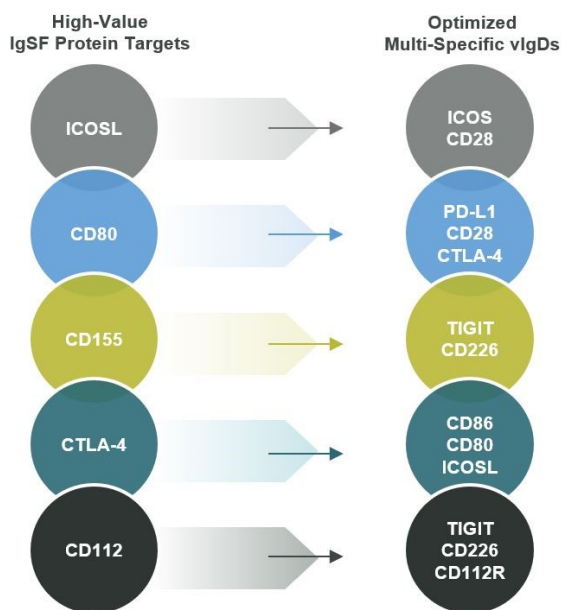 High-Value
IgSF Protein Targets
Optimized
Multi-Specific vIgDs
ICOSL
ICOS
CD28
CD80
PD-L1
CD28
CTLA-4
CD155
TIGIT
CD226
CTLA-4
CD86
CD80
ICOSL
CD112
TIGIT
CD226
CD112R